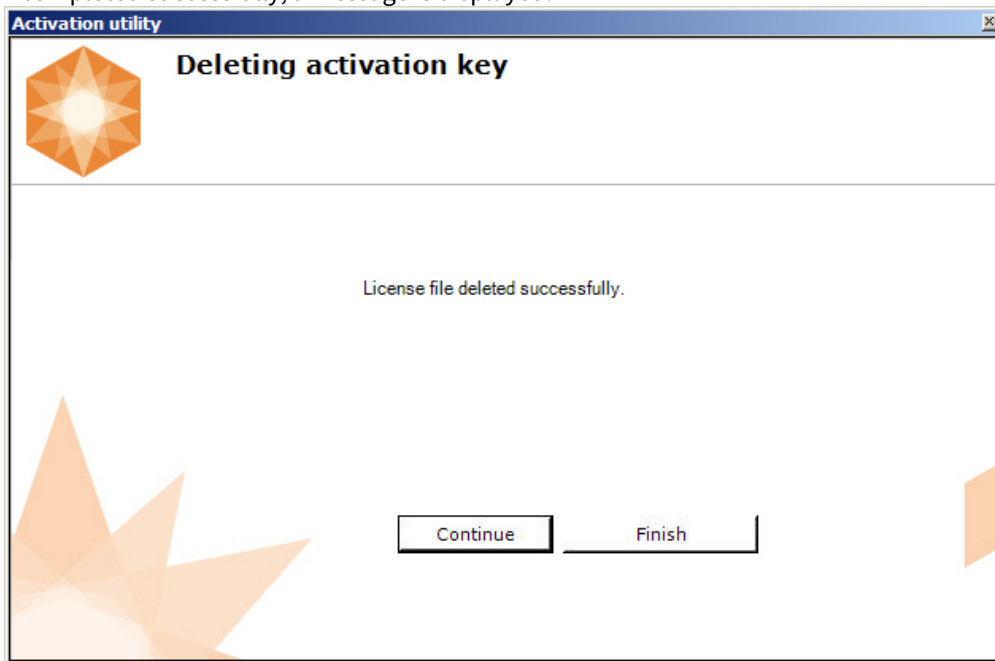 Activation utility
Deleting activation key
License file deleted successfully.
Continue
Finish